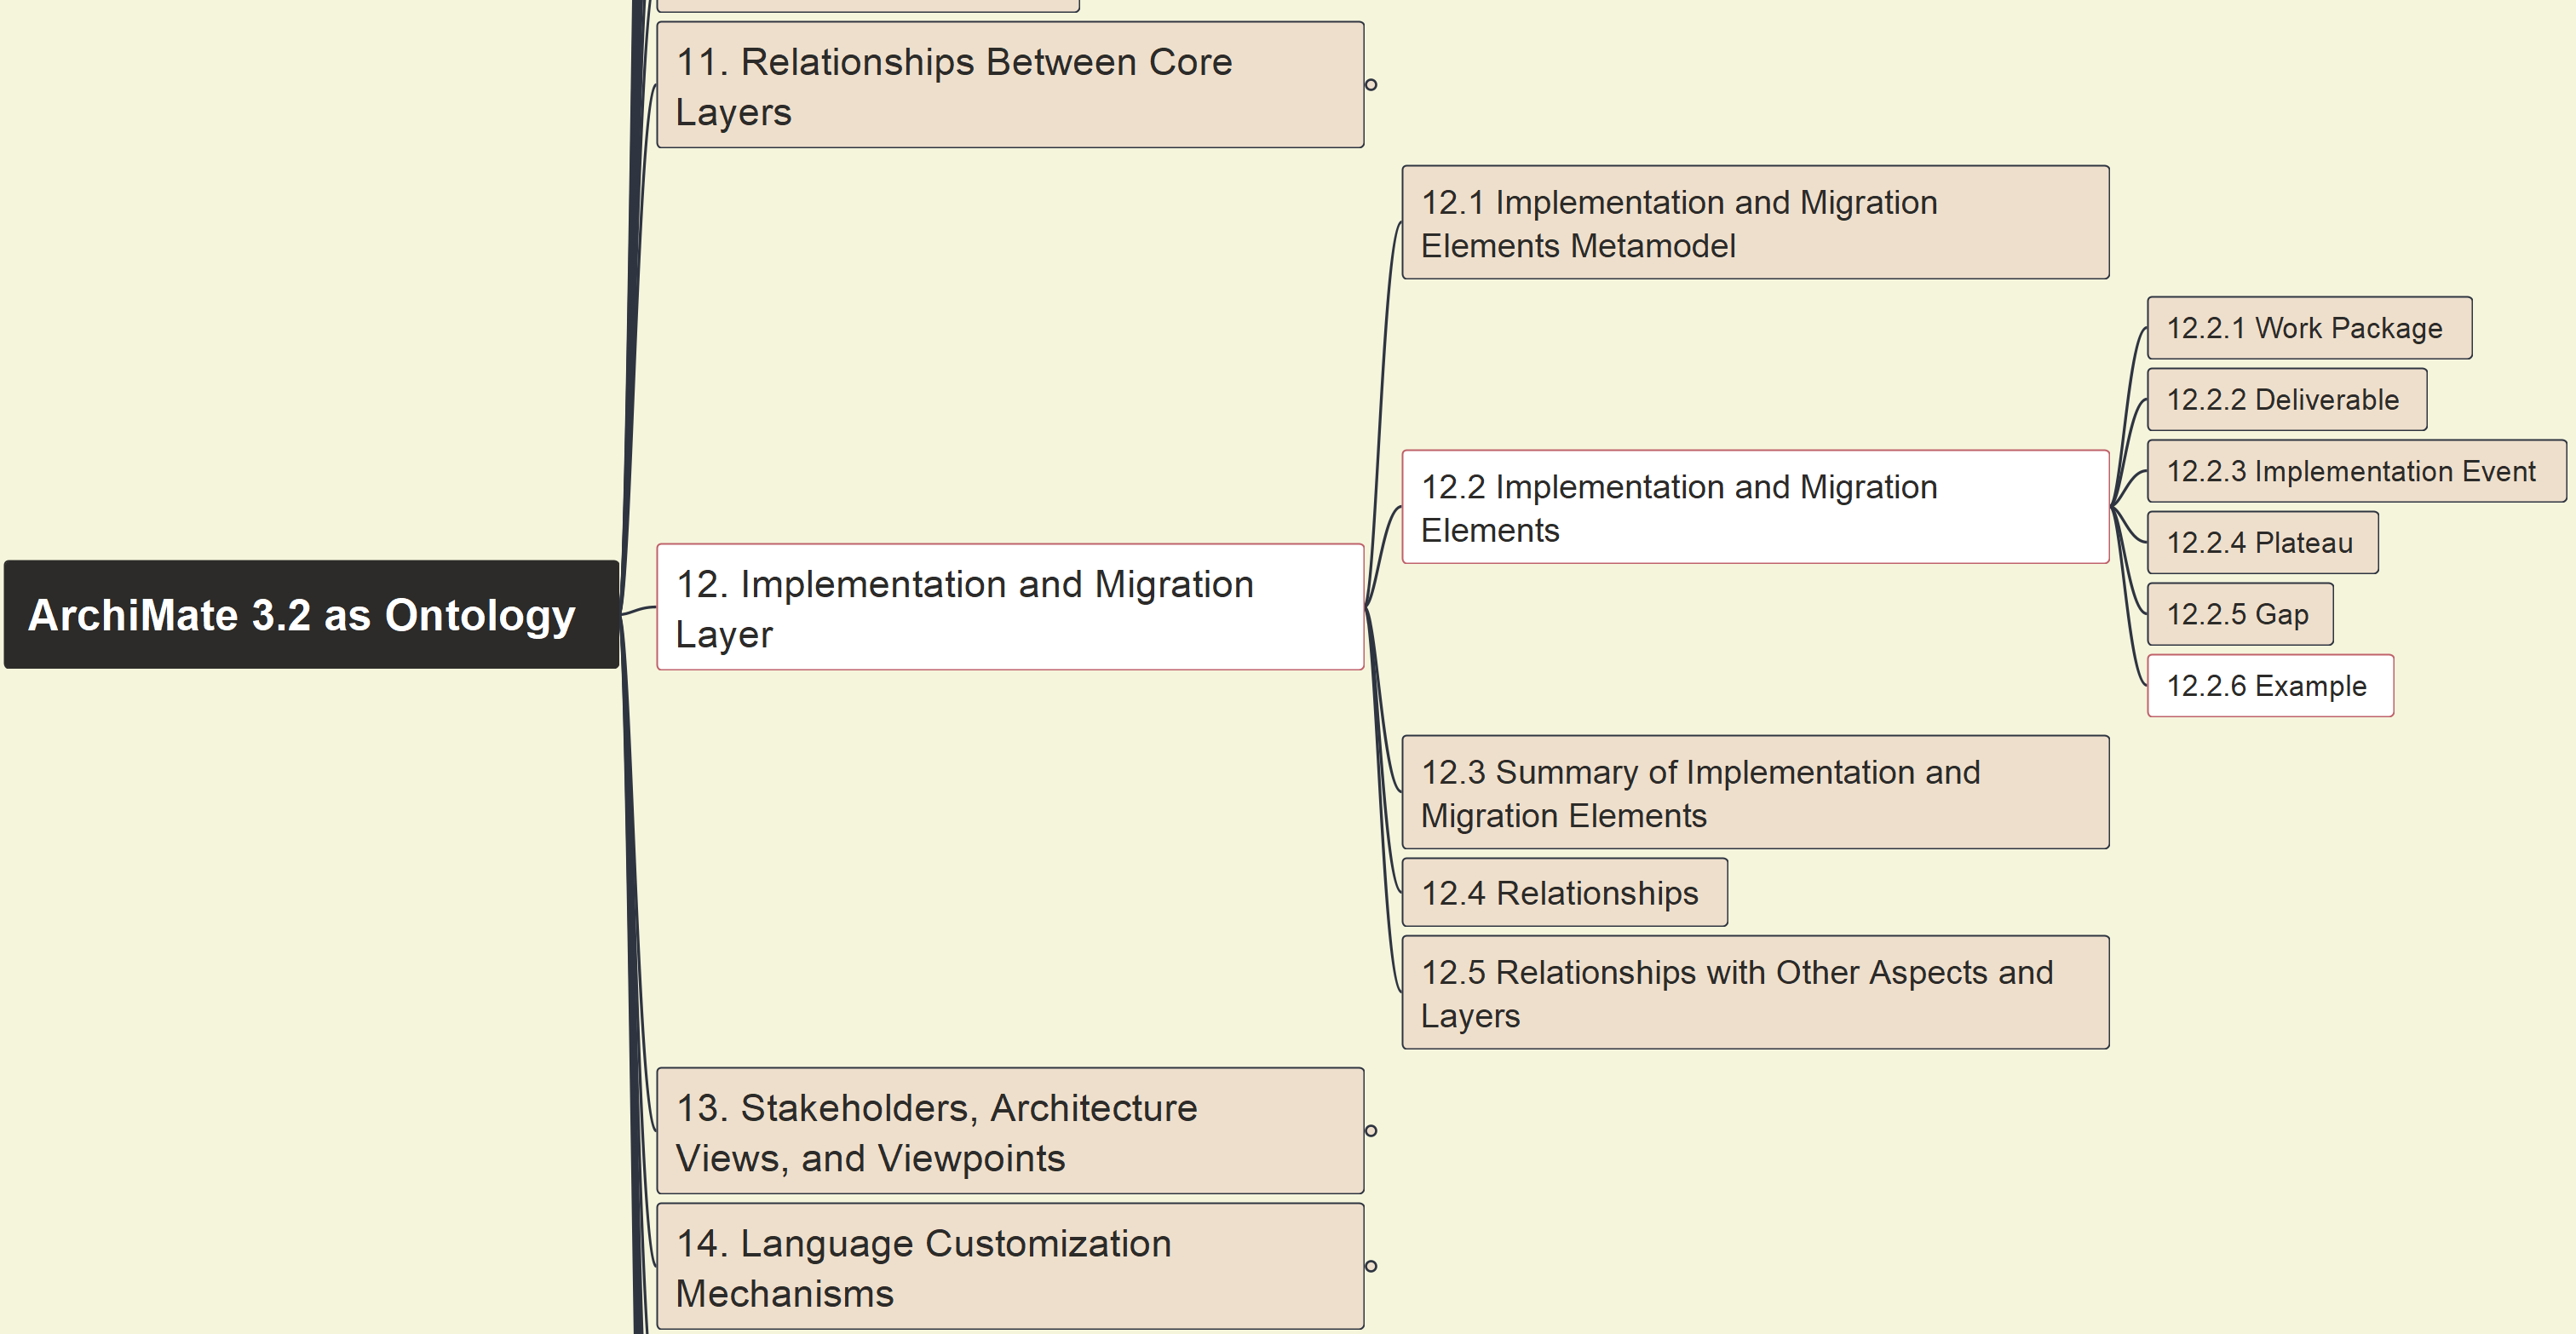 11. Relationships Between Core
Layers
12.1 Implementation and Migration
Elements Metamodel
12.2.1 Work Package
12.2.2 Deliverable
12.2.3 Implementation Event
12.2 Implementation and Migration
Elements
12.2.4 Plateau
12.2.5 Gap
12.2.6 Example
ArchiMate 3.2 as Ontology
12. Implementation and Migration
Layer
12.3 Summary of Implementation and
Migration Elements
12.4 Relationships
12.5 Relationships with Other Aspects and
Layers
13. Stakeholders, Architecture
Views, and Viewpoints
14. Language Customization
Mechanisms